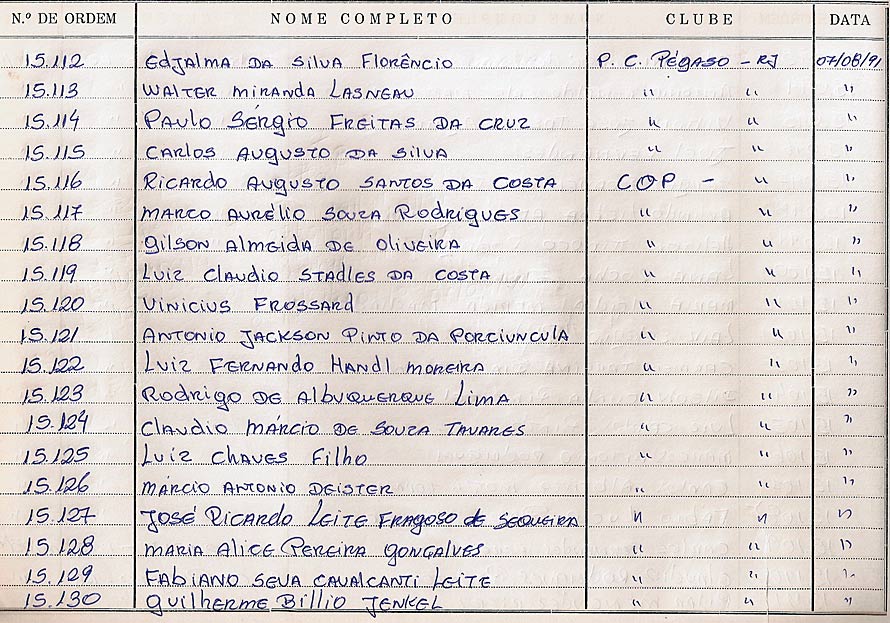 N.º DE ORDEM NOME COMPLETO CLUBE DATA
15.112 Edjalma da Silva Florêncio P. C. Pégaso - RJ 07/08/91
15.113 Walter Miranda Lasneau " " "
15.114 Paulo Sérgio Freitas da Cruz " " "
15.115 Carlos Augusto da Silva " " "
15.116 Ricardo Augusto Santos da Costa COP - " "
15.117 Marco Aurélio Souza Rodrigues " " "
15.118 Gilson Almeida de Oliveira " " "
15.119 Luiz Claudio Stadles da Costa " " "
15.120 Vinicius Frossard " " "
15.121 Antonio Jackson Pinto da Porciuncula " " "
15.122 Luiz Fernando Handl Moreira " " "
15.123 Rodrigo de Albuquerque Lima " " "
15.124 Claudio Márcio de Souza Tavares " " "
15.125 Luiz Chaves Filho " " "
15.126 Márcio Antonio Deister " " "
15.127 José Ricardo Leite Fragoso de Sequeira " " "
15.128 Maria Alice Pereira Gonçalves " " "
15.129 Fabiano Seva Cavalcanti Leite " " "
15.130 Guilherme Billio Jenkel " " "